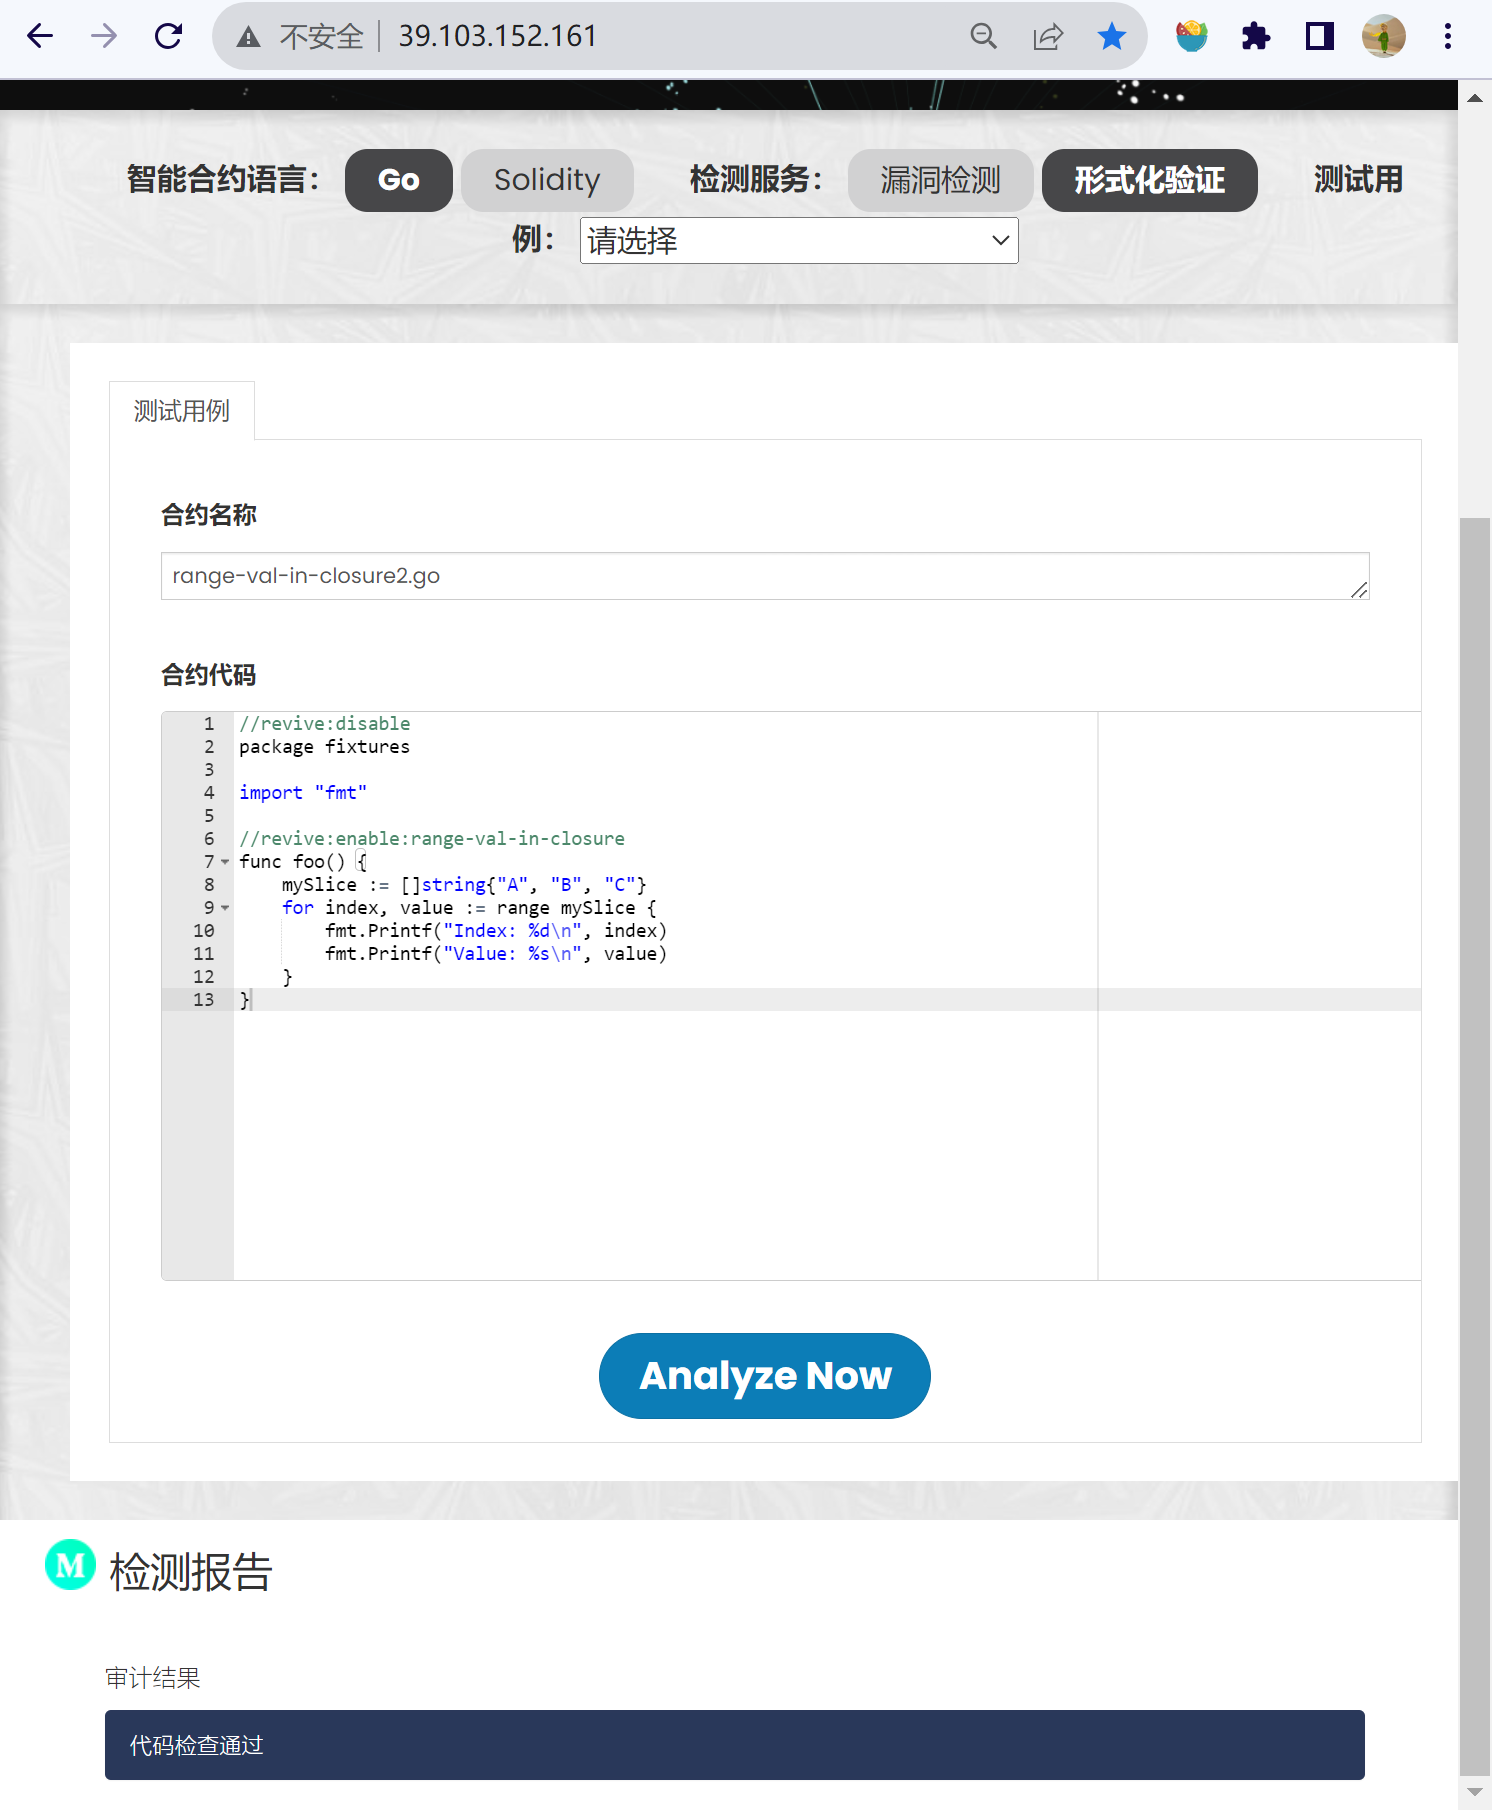 不安全 39.103.152.161
智能合约语言： Go Solidity 检测服务： 漏洞检测 形式化验证 测试用
例： 请选择
测试用例
合约名称
range-val-in-closure2.go
合约代码
1 //revive:disable
2 package fixtures
3
4 import "fmt"
5
6 //revive:enable:range-val-in-closure
7 func foo() {
8     mySlice := []string{"A", "B", "C"}
9     for index, value := range mySlice {
10         fmt.Printf("Index: %d\n", index)
11         fmt.Printf("Value: %s\n", value)
12     }
13 }
Analyze Now
M 检测报告
审计结果
代码检查通过